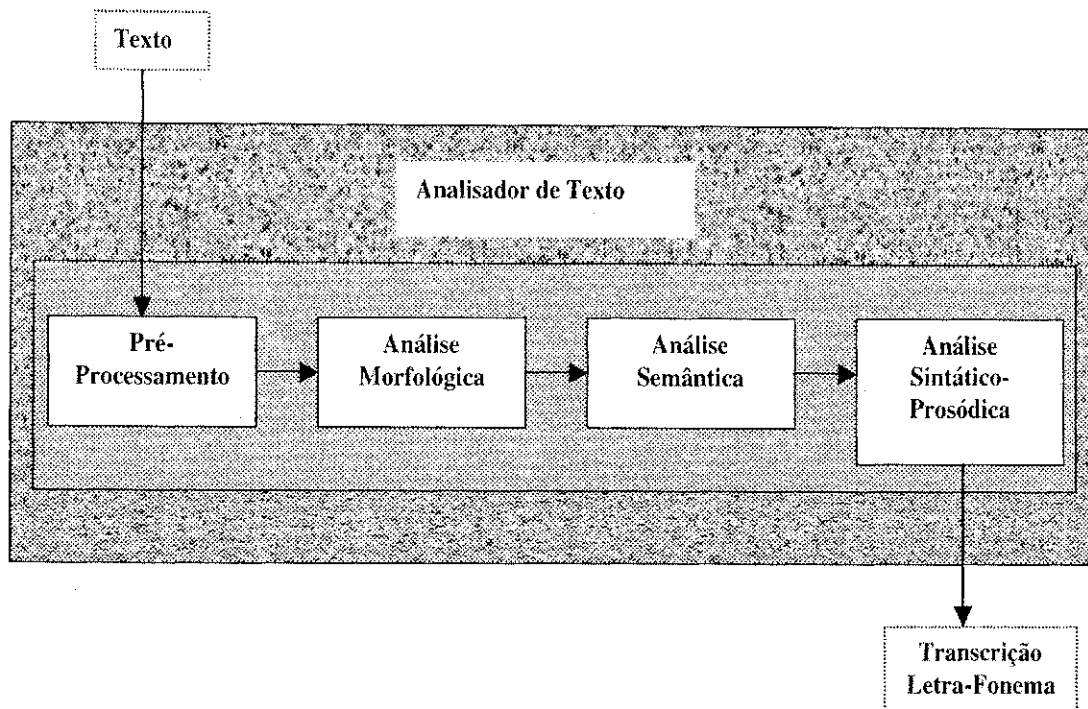 Texto
Analisador de Texto
Pré-
Processamento
Análise
Morfológica
Análise
Semântica
Análise
Sintático-
Prosódica
Transcrição
Letra-Fonema